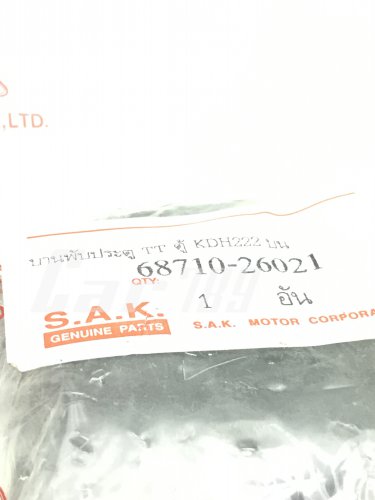 ,LTD.
บานพับประตู TT ตู้ KDH222 บน
68710-26021
QTY. 1 อัน
S.A.K.
GENUINE PARTS
S.A.K. MOTOR CORPORA